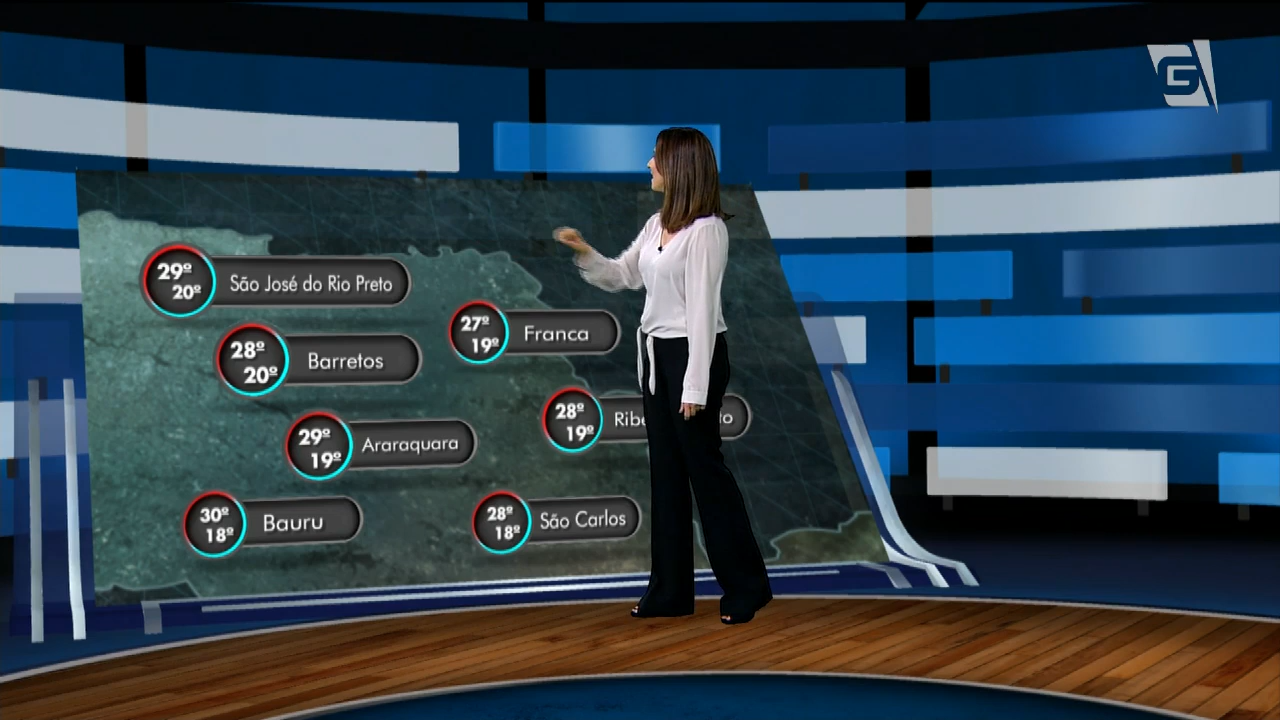 G
29º
20º
São José do Rio Preto
27º
19º
Franca
28º
20º
Barretos
28º
19º
29º
19º
Araraquara
30º
18º
Bauru
28º
18º
São Carlos